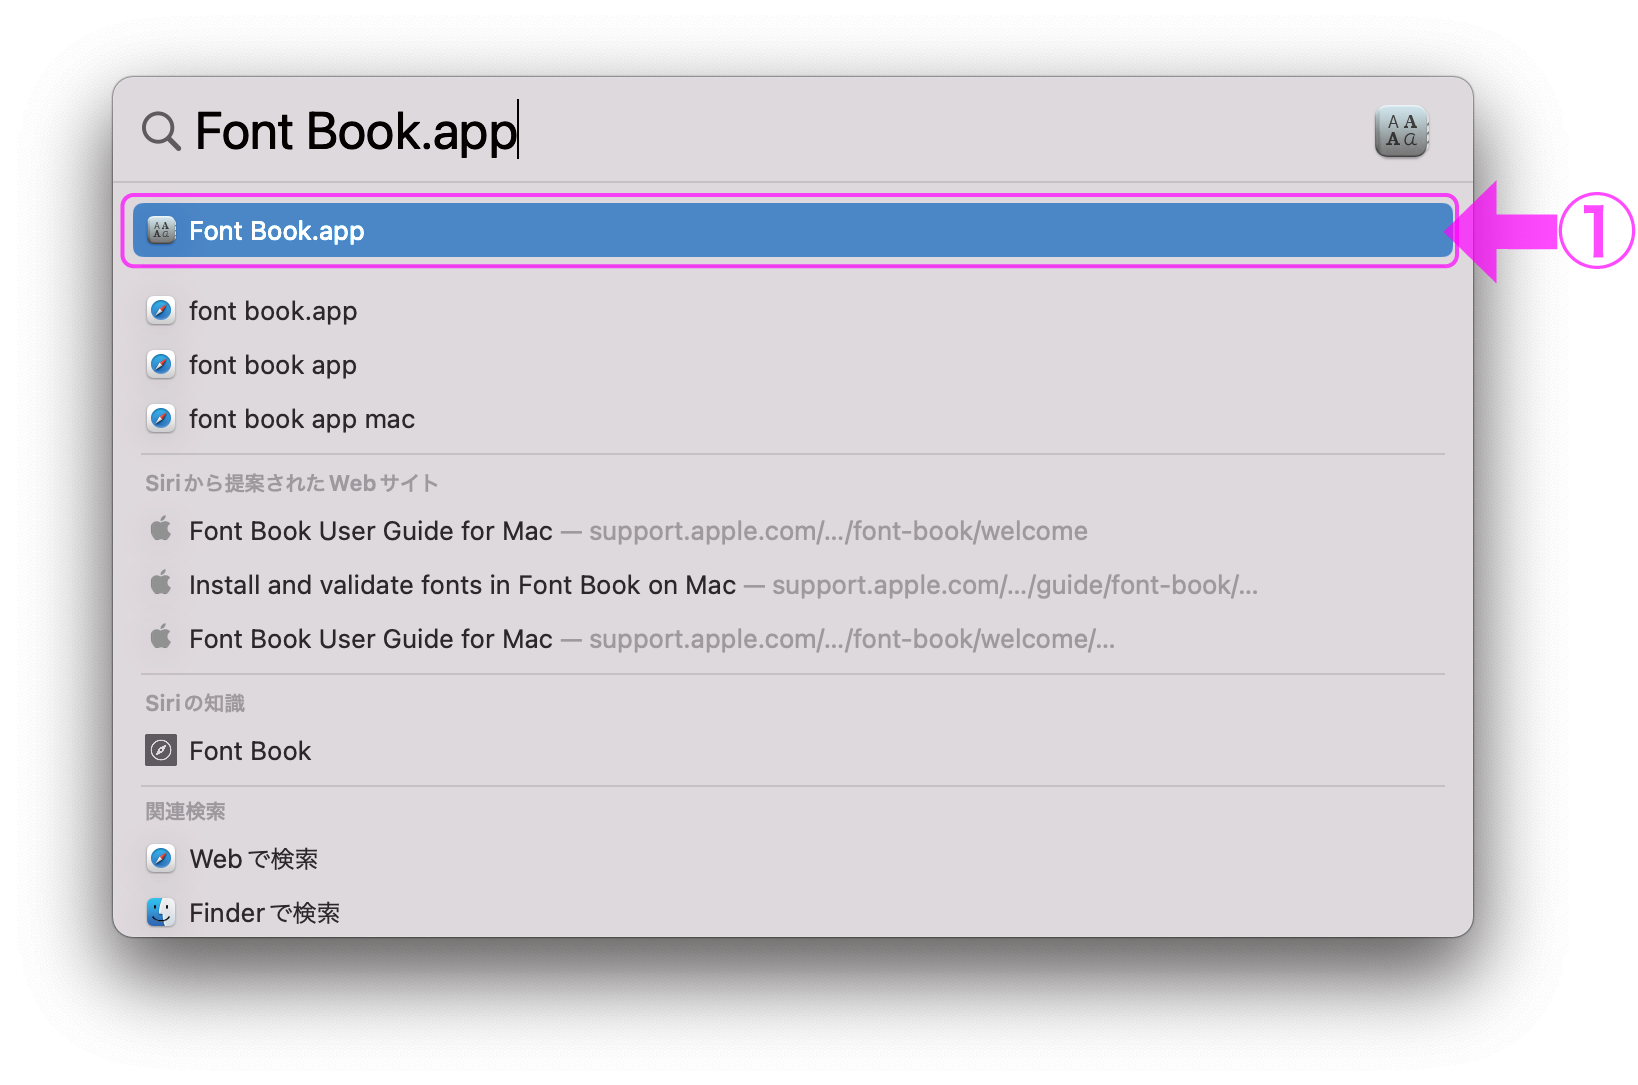 Font Book.app
Font Book.app
①
font book.app
font book app
font book app mac
Siriから提案されたWebサイト
Font Book User Guide for Mac — support.apple.com/.../font-book/welcome
Install and validate fonts in Font Book on Mac — support.apple.com/.../guide/font-book/...
Font Book User Guide for Mac — support.apple.com/.../font-book/welcome/...
Siriの知識
Font Book
関連検索
Webで検索
Finderで検索